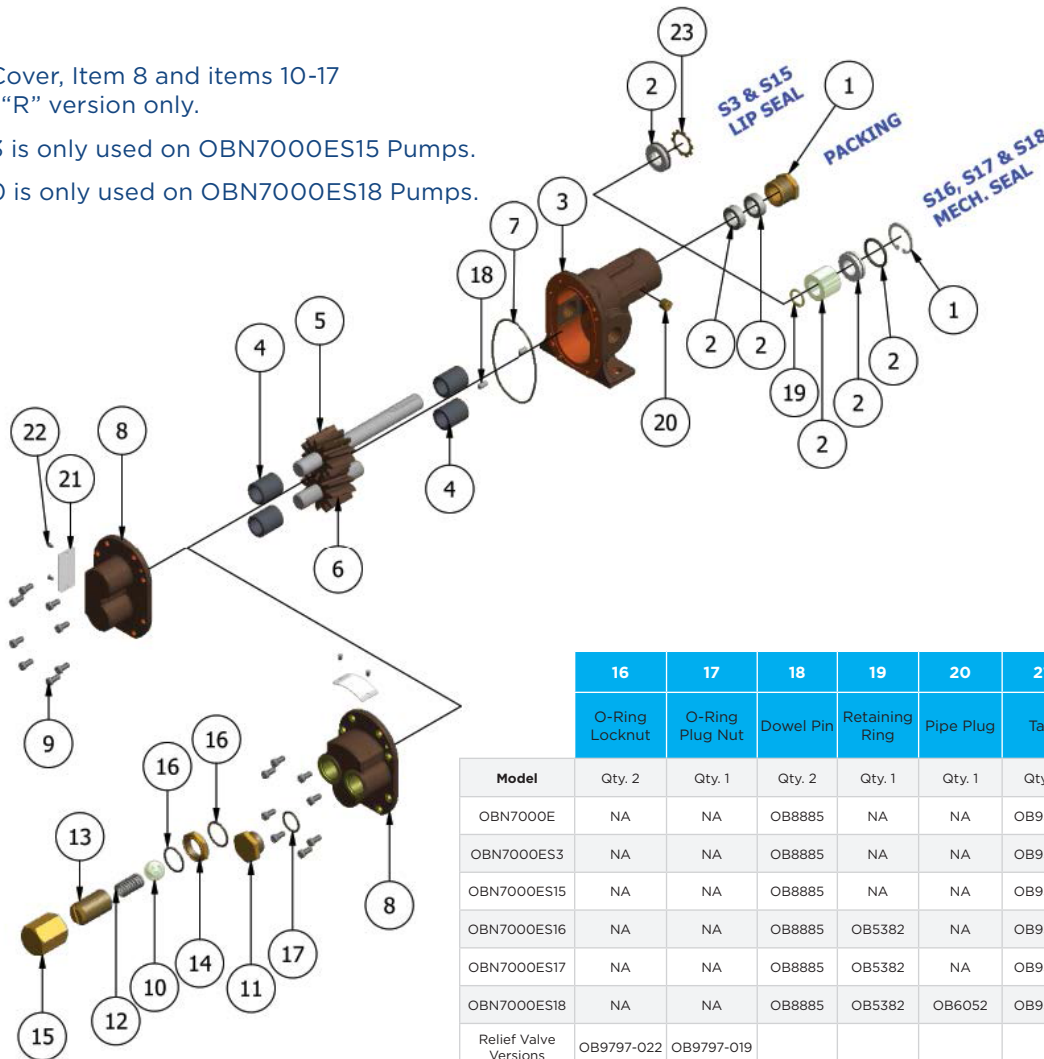 Cover, Item 8 and items 10-17
“R” version only.
is only used on OBN7000ES15 Pumps.
is only used on OBN7000ES18 Pumps.
23
2
S3 & S15
LIP SEAL
1
PACKING
S16, S17 & S18
MECH. SEAL
3
7
18
5
4
2
2
20
19
2
2
2
1
22
21
8
4
6
9
16
16
13
8
17
11
14
10
12
15
16 17 18 19 20
O-Ring Locknut O-Ring Plug Nut Dowel Pin Retaining Ring Pipe Plug
Model Qty. 2 Qty. 1 Qty. 2 Qty. 1 Qty. 1
OBN7000E NA NA OB8885 NA NA
OBN7000ES3 NA NA OB8885 NA NA
OBN7000ES15 NA NA OB8885 NA NA
OBN7000ES16 NA NA OB8885 OB5382 NA
OBN7000ES17 NA NA OB8885 OB5382 NA
OBN7000ES18 NA NA OB8885 OB5382 OB6052
Relief Valve Versions OB9797-022 OB9797-019